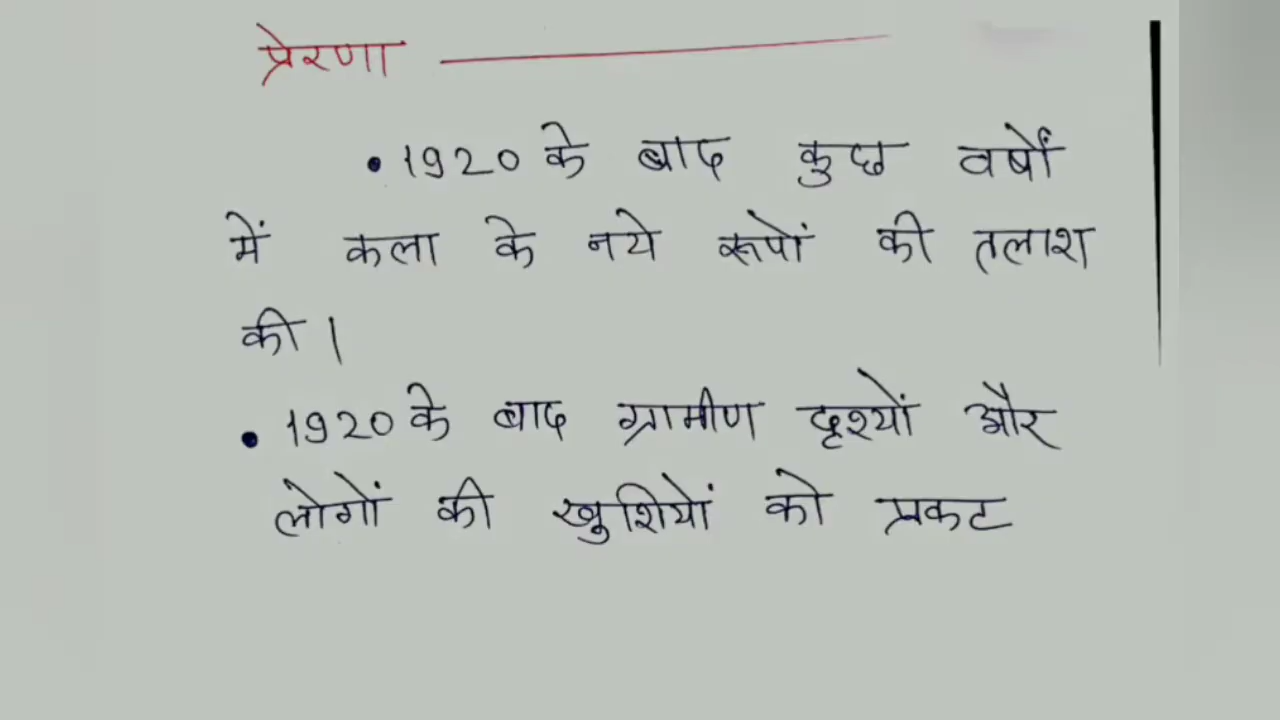 प्रेरणा
• 1920 के बाद कुछ वर्षों
में कला के नये रूपों की तलाश
की |
• 1920 के बाद ग्रामीण दृश्यों और
लोगों की खुशियों को प्रकट